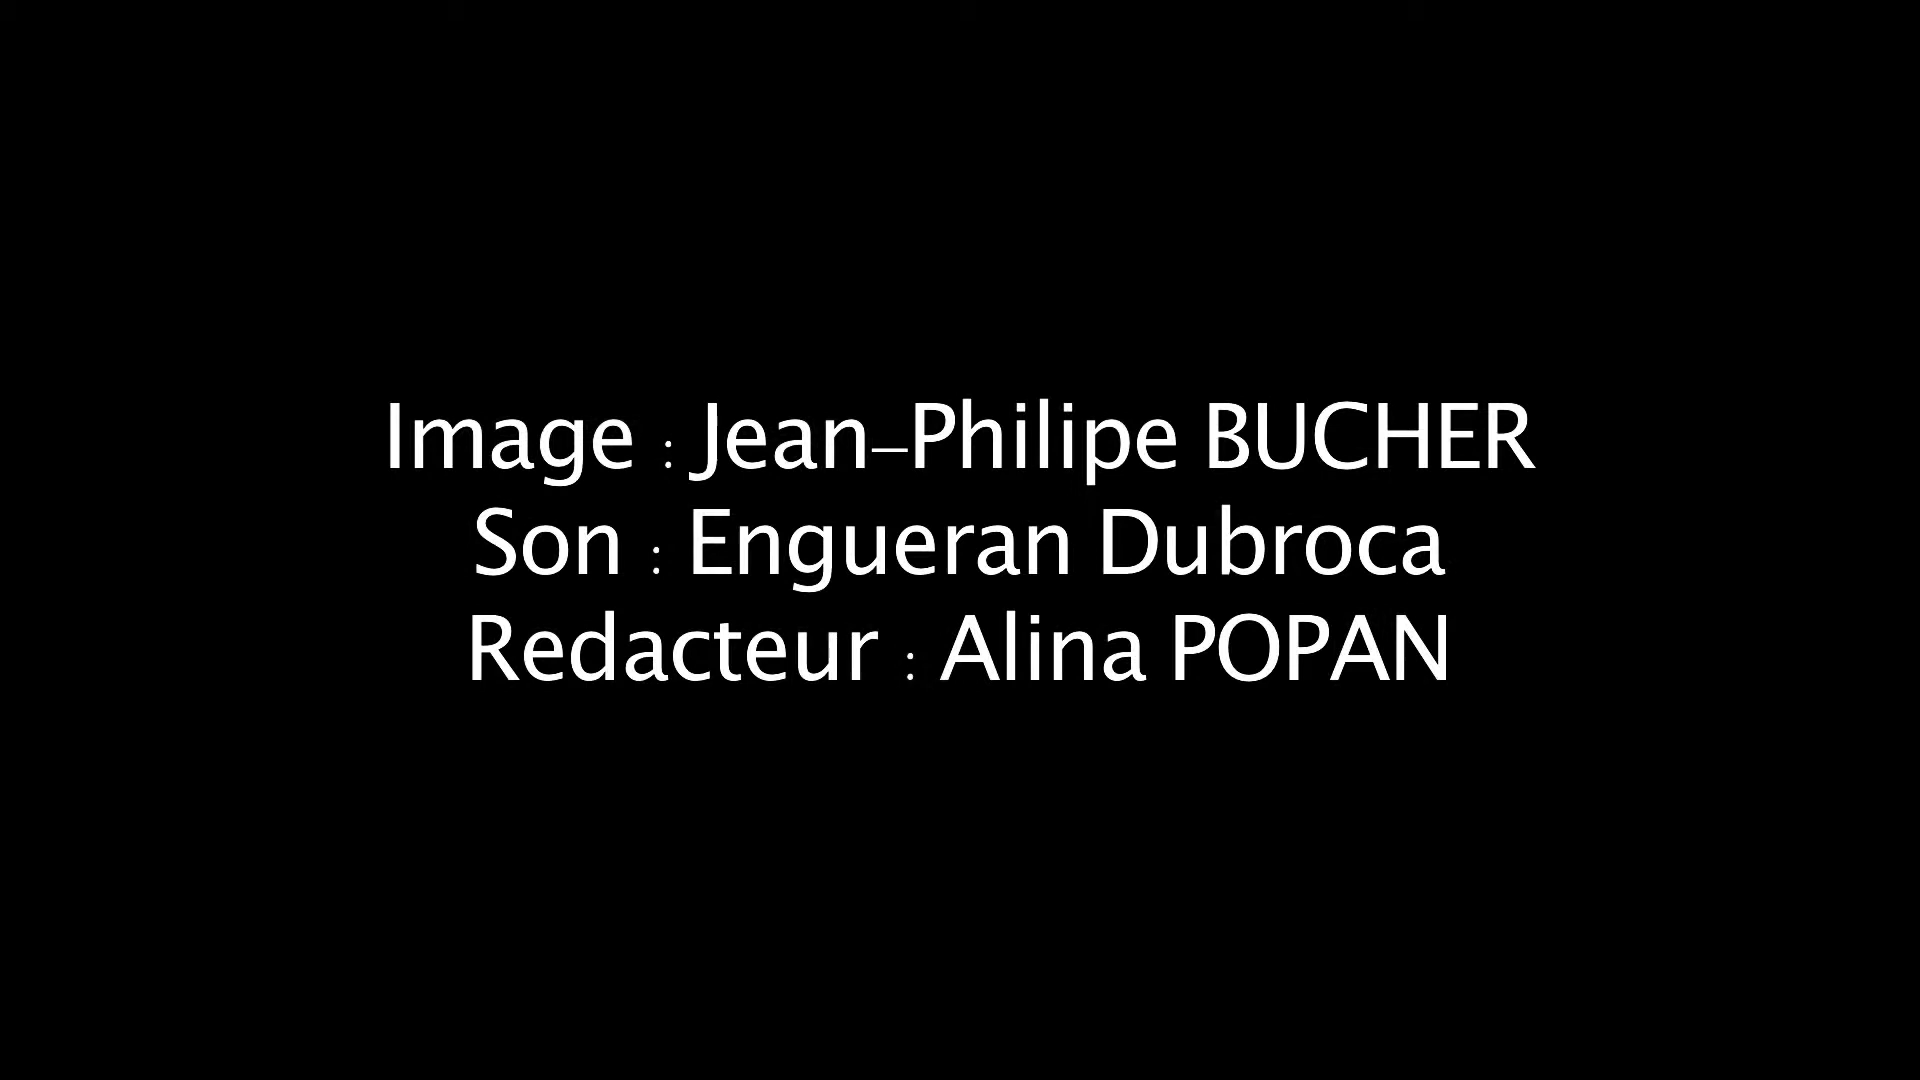 Image : Jean-Philipe BUCHER
Son : Engueran Dubroca
Redacteur : Alina POPAN